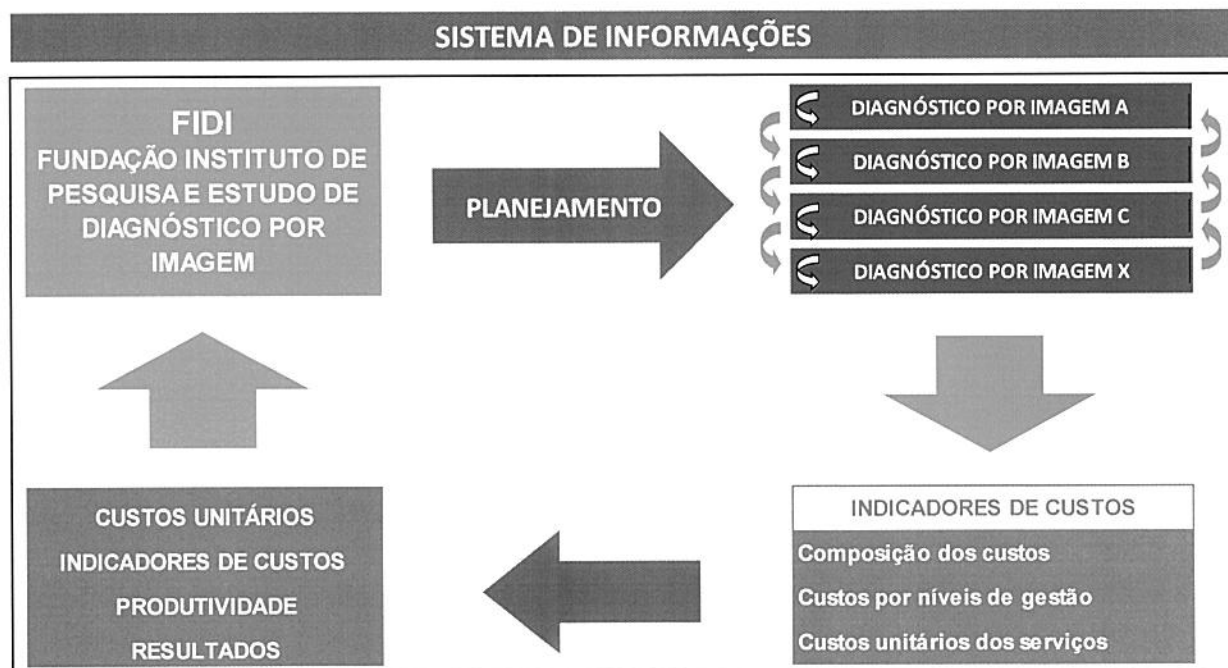 SISTEMA DE INFORMAÇÕES
FIDI
FUNDAÇÃO INSTITUTO DE
PESQUISA E ESTUDO DE
DIAGNÓSTICO POR
IMAGEM
PLANEJAMENTO
DIAGNÓSTICO POR IMAGEM A
DIAGNÓSTICO POR IMAGEM B
DIAGNÓSTICO POR IMAGEM C
DIAGNÓSTICO POR IMAGEM X
INDICADORES DE CUSTOS
Composição dos custos
Custos por níveis de gestão
Custos unitários dos serviços
CUSTOS UNITÁRIOS
INDICADORES DE CUSTOS
PRODUTIVIDADE
RESULTADOS